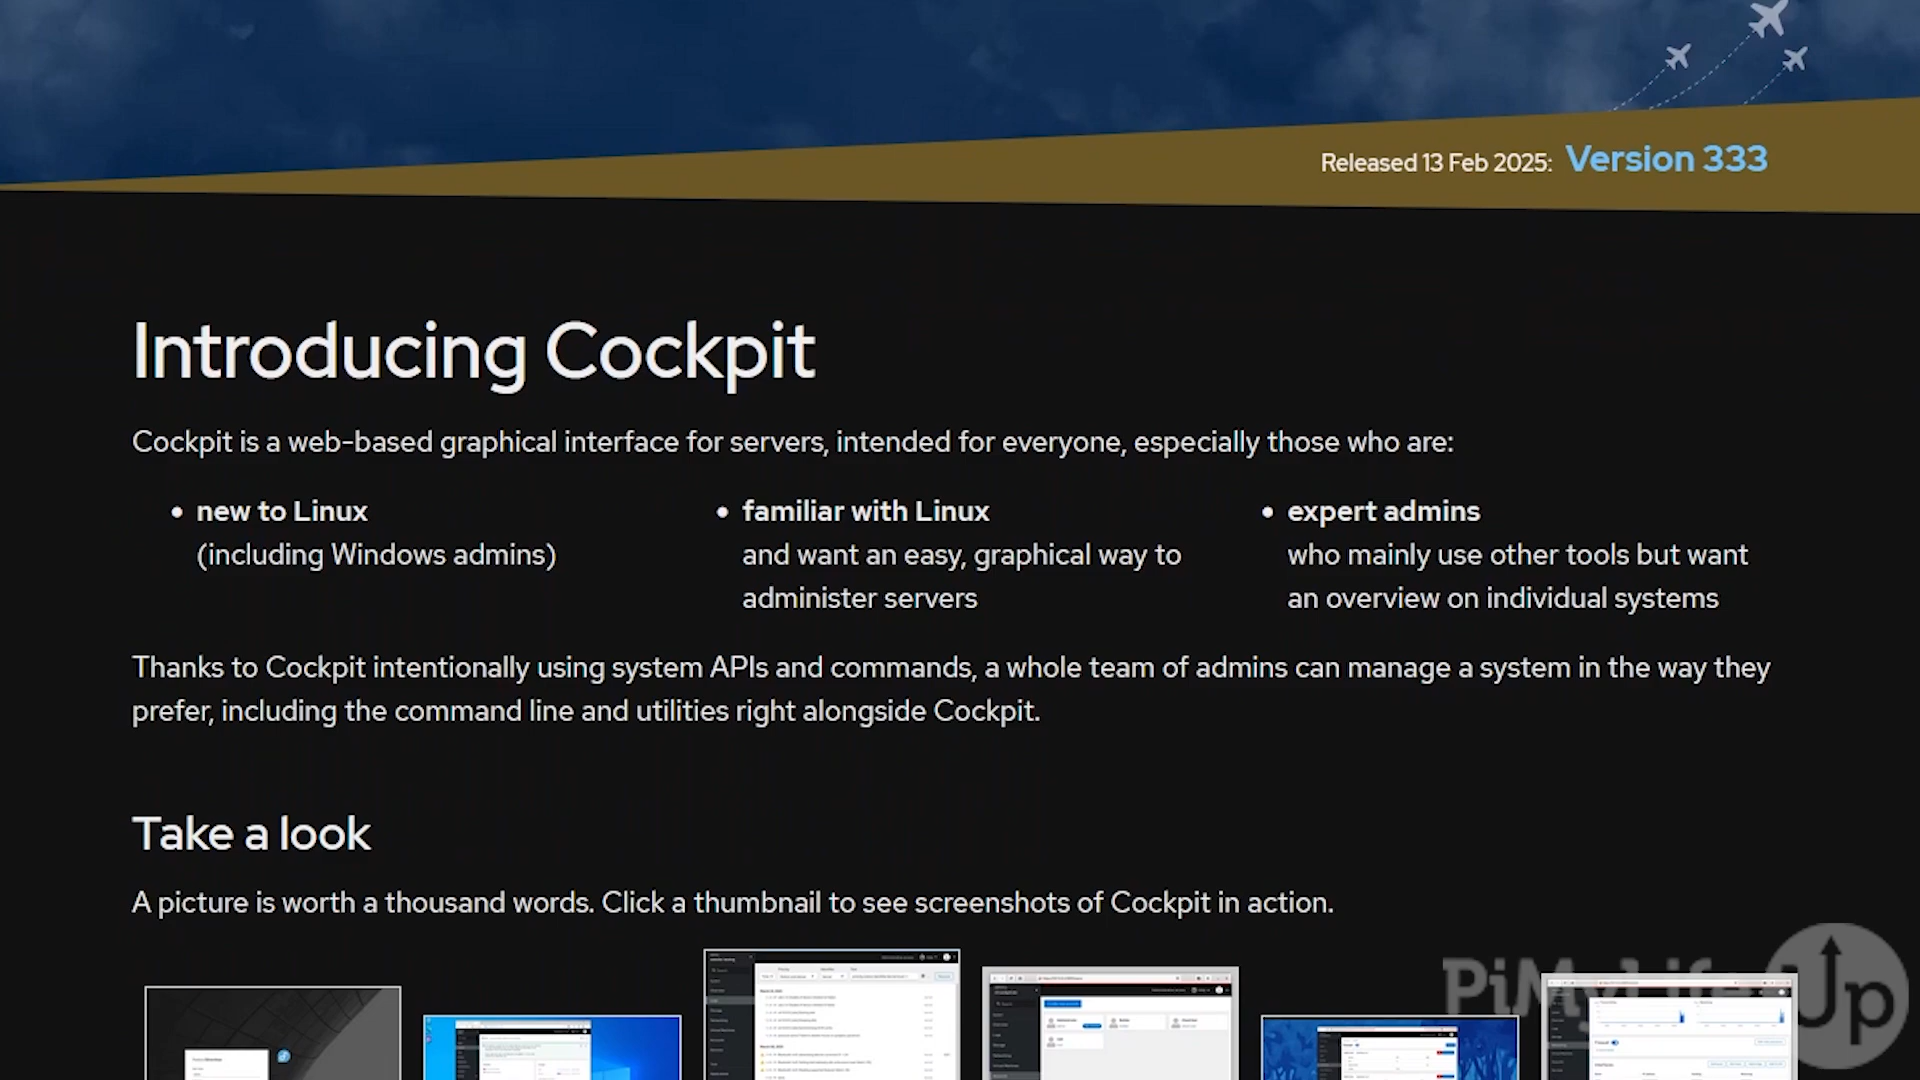 Released 13 Feb 2025: Version 333
Introducing Cockpit
Cockpit is a web-based graphical interface for servers, intended for everyone, especially those who are:
• new to Linux
(including Windows admins)
• familiar with Linux
and want an easy, graphical way to
administer servers
• expert admins
who mainly use other tools but want
an overview on individual systems
Thanks to Cockpit intentionally using system APIs and commands, a whole team of admins can manage a system in the way they
prefer, including the command line and utilities right alongside Cockpit.
Take a look
A picture is worth a thousand words. Click a thumbnail to see screenshots of Cockpit in action.
PiMyLifeUp